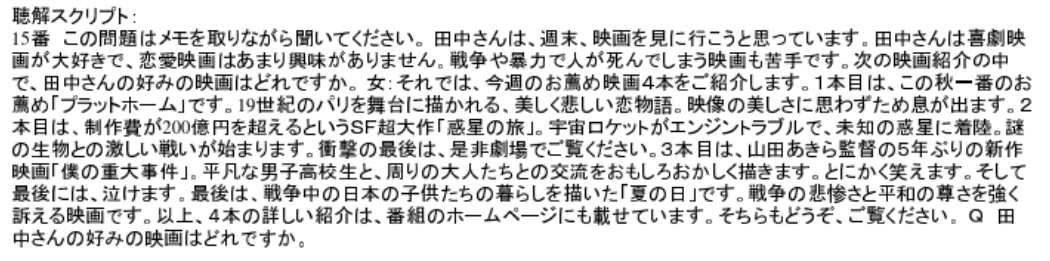 聴解スクリプト:
15番　この問題はメモを取りながら聞いてください。田中さんは、週末、映画を見に行こうと思っています。田中さんは喜劇映
画が大好きで、恋愛映画はあまり興味がありません。戦争や暴力で人が死んでしまう映画も苦手です。次の映画紹介の中
で、田中さんの好みの映画はどれですか。女：それでは、今週のお薦め映画４本をご紹介します。１本目は、この秋一番のお
薦め「プラットホーム」です。19世紀のパリを舞台に描かれる、美しく悲しい恋物語。映像の美しさに思わずため息が出ます。２
本目は、制作費が200億円を超えるというＳＦ超大作「惑星の旅」。宇宙ロケットがエンジントラブルで、未知の惑星に着陸。謎
の生物との激しい戦いが始まります。衝撃の最後は、是非劇場でご覧ください。３本目は、山田あきら監督の５年ぶりの新作
映画「僕の重大事件」。平凡な男子高校生と、周りの大人たちとの交流をおもしろおかしく描きます。とにかく笑えます。そして
最後には、泣けます。最後は、戦争中の日本の子供たちの暮らしを描いた「夏の日」です。戦争の悲惨さと平和の尊さを強く
訴える映画です。以上、４本の詳しい紹介は、番組のホームページにも載せています。そちらもどうぞ、ご覧ください。Ｑ　田
中さんの好みの映画はどれですか。